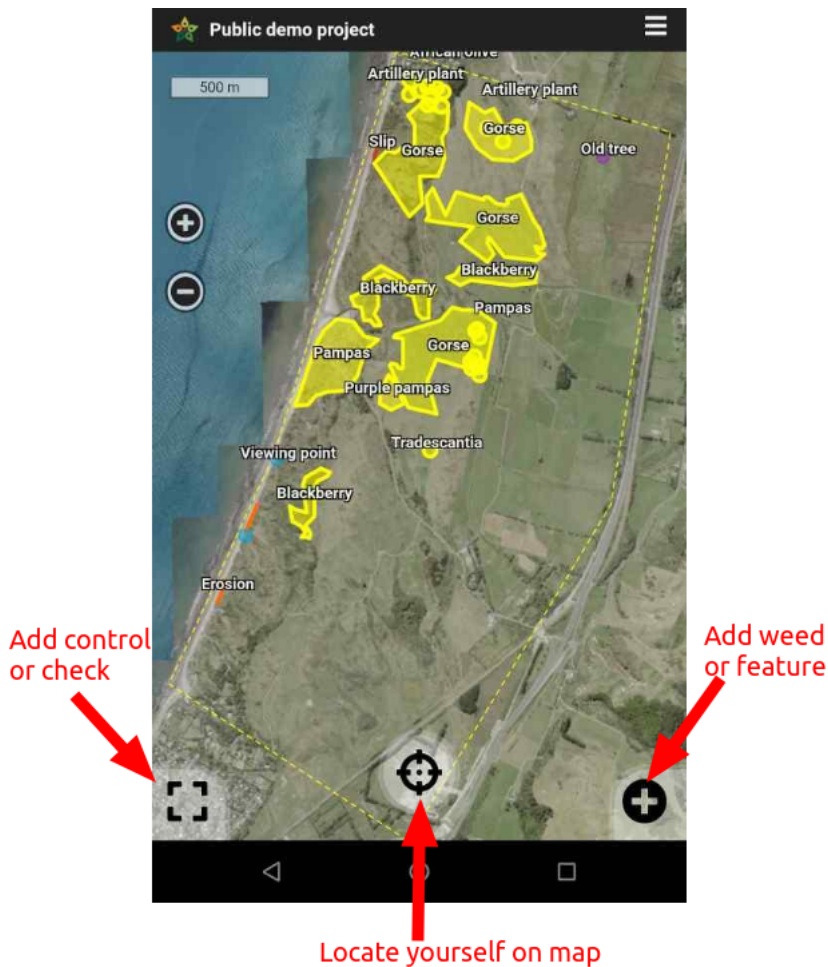 Public demo project
African olive
Artillery plant
500 m
Artillery plant
Gorse
Slip
Gorse
Old tree
Gorse
Blackberry
Blackberry
Pampas
Gorse
Pampas
Purple pampas
Tradescantia
Viewing point
Blackberry
Erosion
Add control
or check
Add weed
or feature
Locate yourself on map